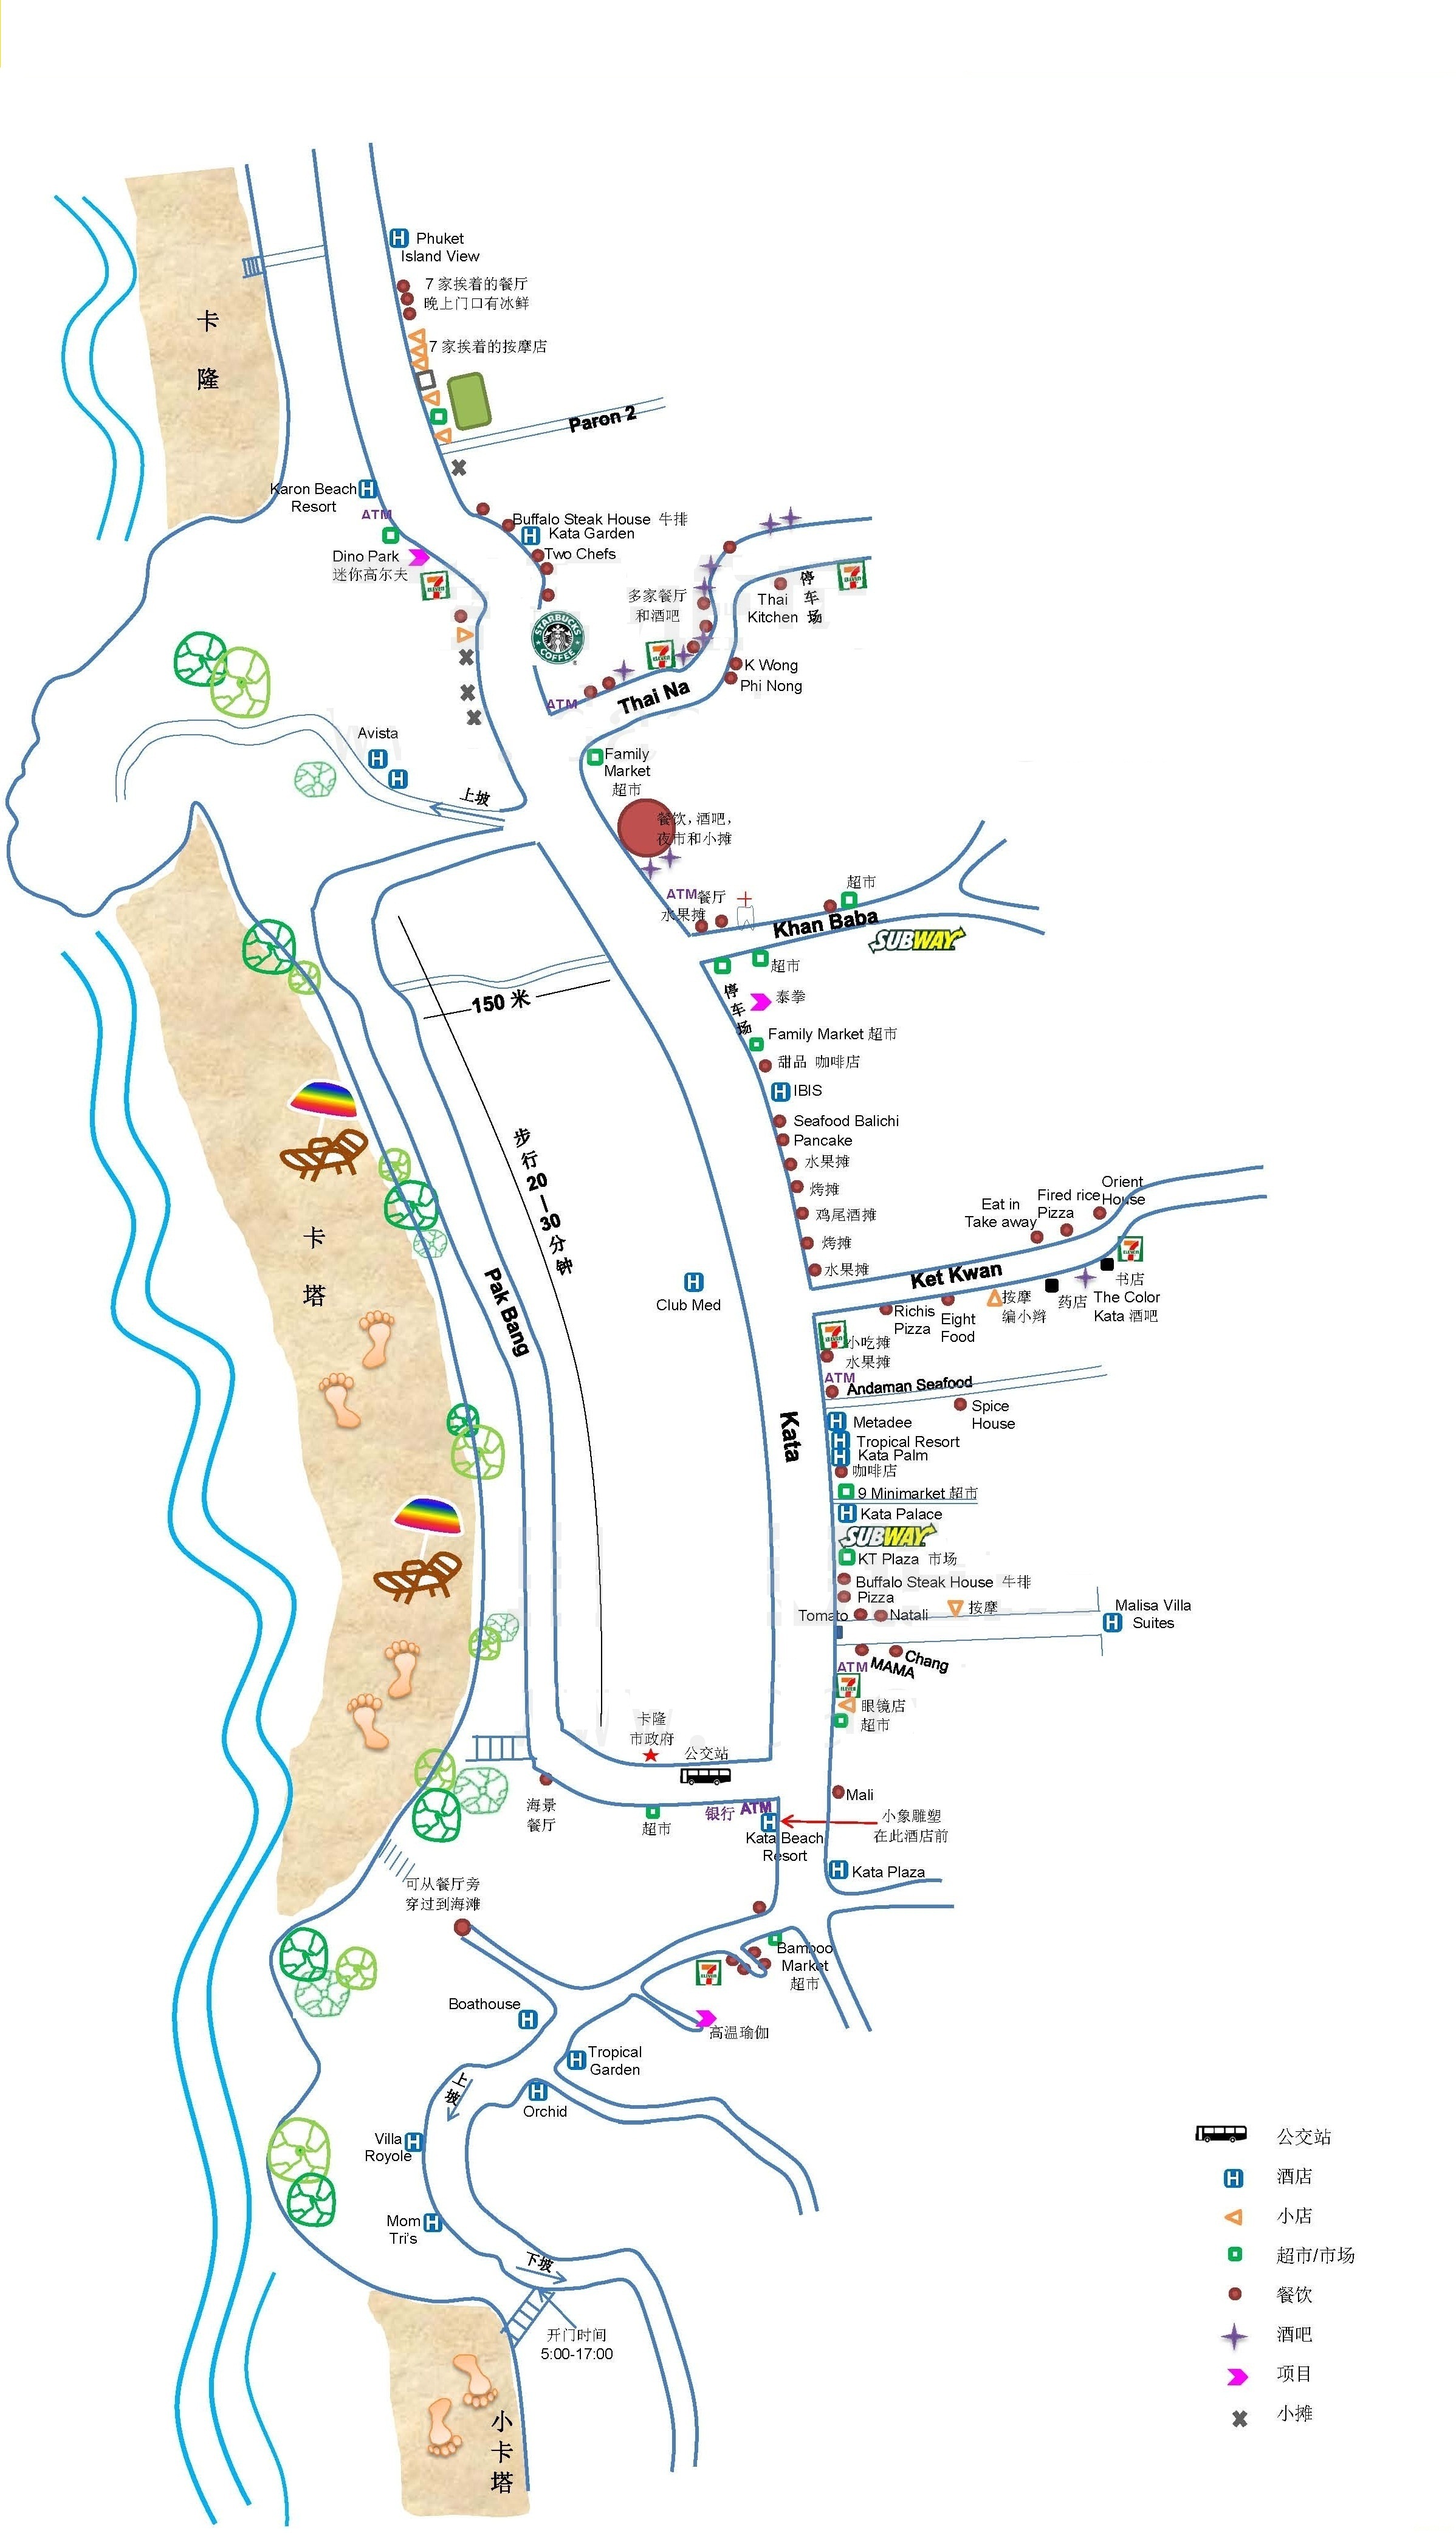 卡
隆
Phuket
Island View
7 家挨着的餐厅
晚上门口有冰鲜
7 家挨着的按摩店
Paron 2
Karon Beach
Resort
ATM
Dino Park
迷你高尔夫
7 ELEVEN
Buffalo Steak House 牛排
Kata Garden
Two Chefs
STARBUCKS
COFFEE
多家餐厅
和酒吧
7 ELEVEN
Thai
Kitchen
停
车
场
7 ELEVEN
K Wong
Phi Nong
ATM
Thai Na
Avista
上坡
Family
Market
超市
餐饮，酒吧，
夜市和小摊
ATM
餐厅
水果摊
超市
Khan Baba
SUBWAY
超市
停
车
场
泰拳
150 米
Family Market 超市
甜品 咖啡店
IBIS
Seafood Balichi
Pancake
水果摊
烤摊
鸡尾酒摊
烤摊
水果摊
步
行
20
—
30
分
钟
卡
塔
Pak Bang
Club Med
Eat in
Take away
Fired rice
Pizza
Orient
House
Ket Kwan
7 ELEVEN
书店
The Color
Kata 酒吧
药店
按摩
编小辫
Richis
Pizza
Eight
Food
7 ELEVEN
小吃摊
水果摊
ATM
Andaman Seafood
Spice
House
Kata
Metadee
Tropical Resort
Kata Palm
咖啡店
9 Minimarket 超市
Kata Palace
SUBWAY
KT Plaza 市场
Buffalo Steak House 牛排
Pizza
Tomato
Natali
按摩
Malisa Villa
Suites
MAMA
Chang
ATM
7 ELEVEN
眼镜店
超市
卡隆
市政府
公交站
海景
餐厅
超市
银行 ATM
Kata Beach
Resort
Mali
小象雕塑
在此酒店前
Kata Plaza
可从餐厅旁
穿过到海滩
7 ELEVEN
Bamboo
Market
超市
高温瑜伽
Boathouse
Tropical
Garden
Orchid
上
坡
Villa
Royole
Mom
Tri's
下坡
开门时间
5:00-17:00
小
卡
塔
公交站
酒店
小店
超市/市场
餐饮
酒吧
项目
小摊